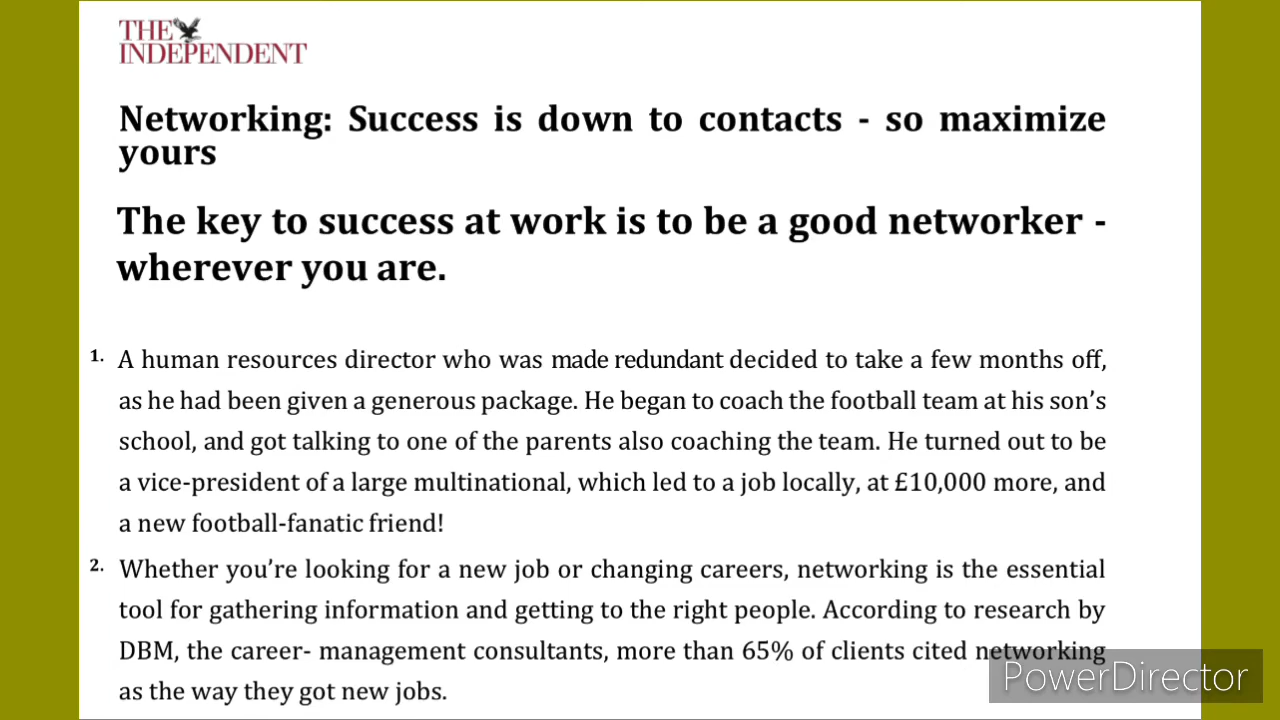 THE
INDEPENDENT
Networking: Success is down to contacts - so maximize
yours
The key to success at work is to be a good networker -
wherever you are.
1. A human resources director who was made redundant decided to take a few months off,
as he had been given a generous package. He began to coach the football team at his son’s
school, and got talking to one of the parents also coaching the team. He turned out to be
a vice-president of a large multinational, which led to a job locally, at £10,000 more, and
a new football-fanatic friend!
2. Whether you’re looking for a new job or changing careers, networking is the essential
tool for gathering information and getting to the right people. According to research by
DBM, the career- management consultants, more than 65% of clients cited networking
as the way they got new jobs.
PowerDirector